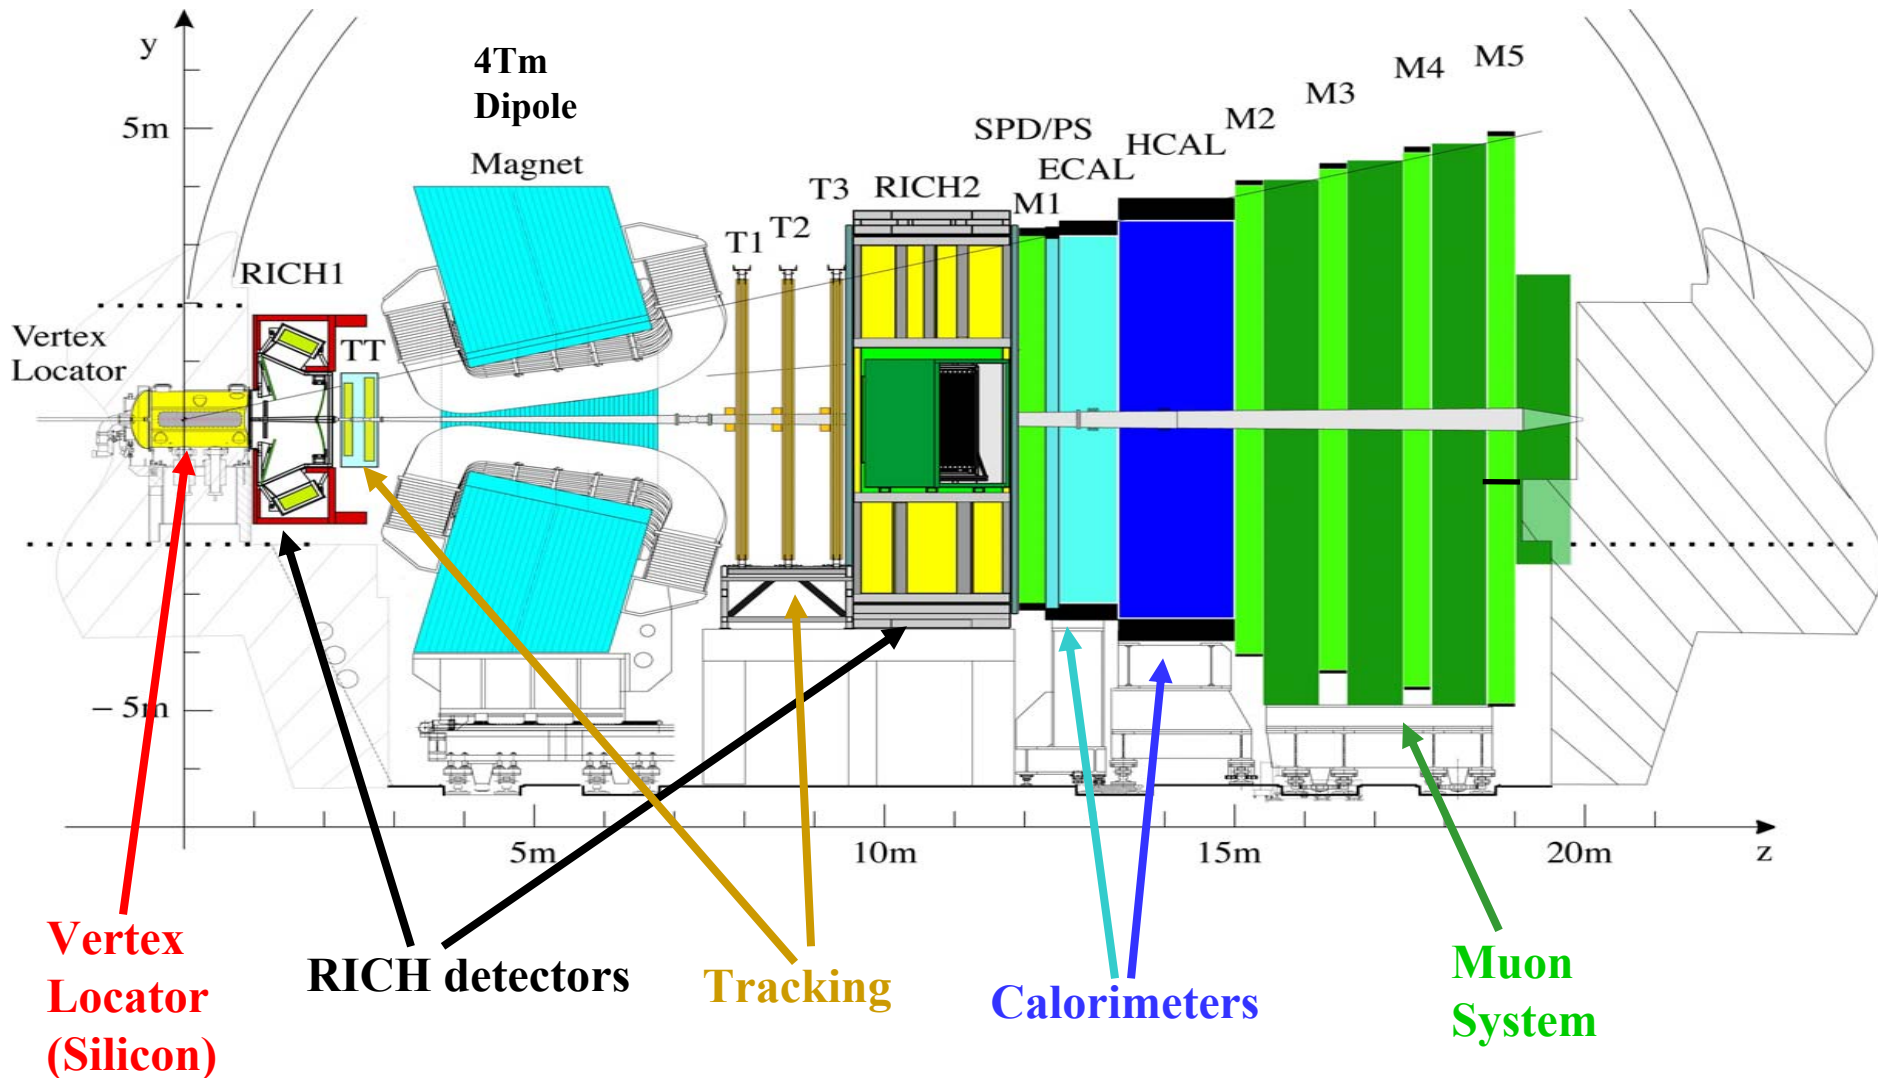 y
4Tm
Dipole
5m
Magnet
SPD/PS
ECAL
HCAL
M2
M3
M4
M5
RICH1
T1
T2
T3
RICH2
M1
Vertex
Locator
TT
– 5m
5m
10m
15m
20m
z
Vertex
Locator
(Silicon)
RICH detectors
Tracking
Calorimeters
Muon
System